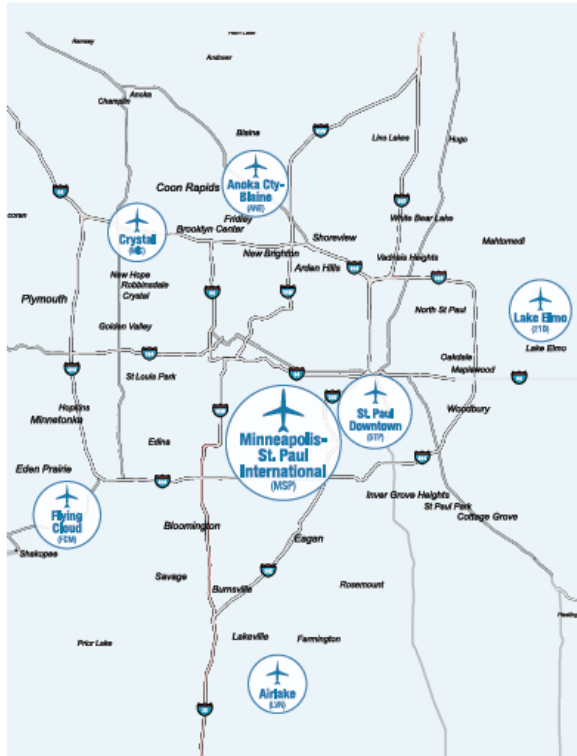 Ramsey
Andover
Anoka
Champlin
Blaine
Lino Lakes
Hugo
Anoka Cty-
Blaine
(ANE)
Coon Rapids
Fridley
White Bear Lake
Crystal
Brooklyn Center
Shoreview
Mahtomedi
New Brighton
Vadnais Heights
Arden Hills
New Hope
Robbinsdale
Crystal
Plymouth
North St Paul
Lake Elmo
(21D)
Golden Valley
Lake Elmo
Oakdale
Maplewood
St Louis Park
Hopkins
Minnetonka
Woodbury
St. Paul
Downtown
(STP)
Minneapolis-
St. Paul
International
(MSP)
Edina
Eden Prairie
Inver Grove Heights
St Paul Park
Cottage Grove
Flying
Cloud
(FCM)
Bloomington
Eagan
Shakopee
Savage
Burnsville
Rosemount
Lakeville
Farmington
Prior Lake
Airlake
(LVN)